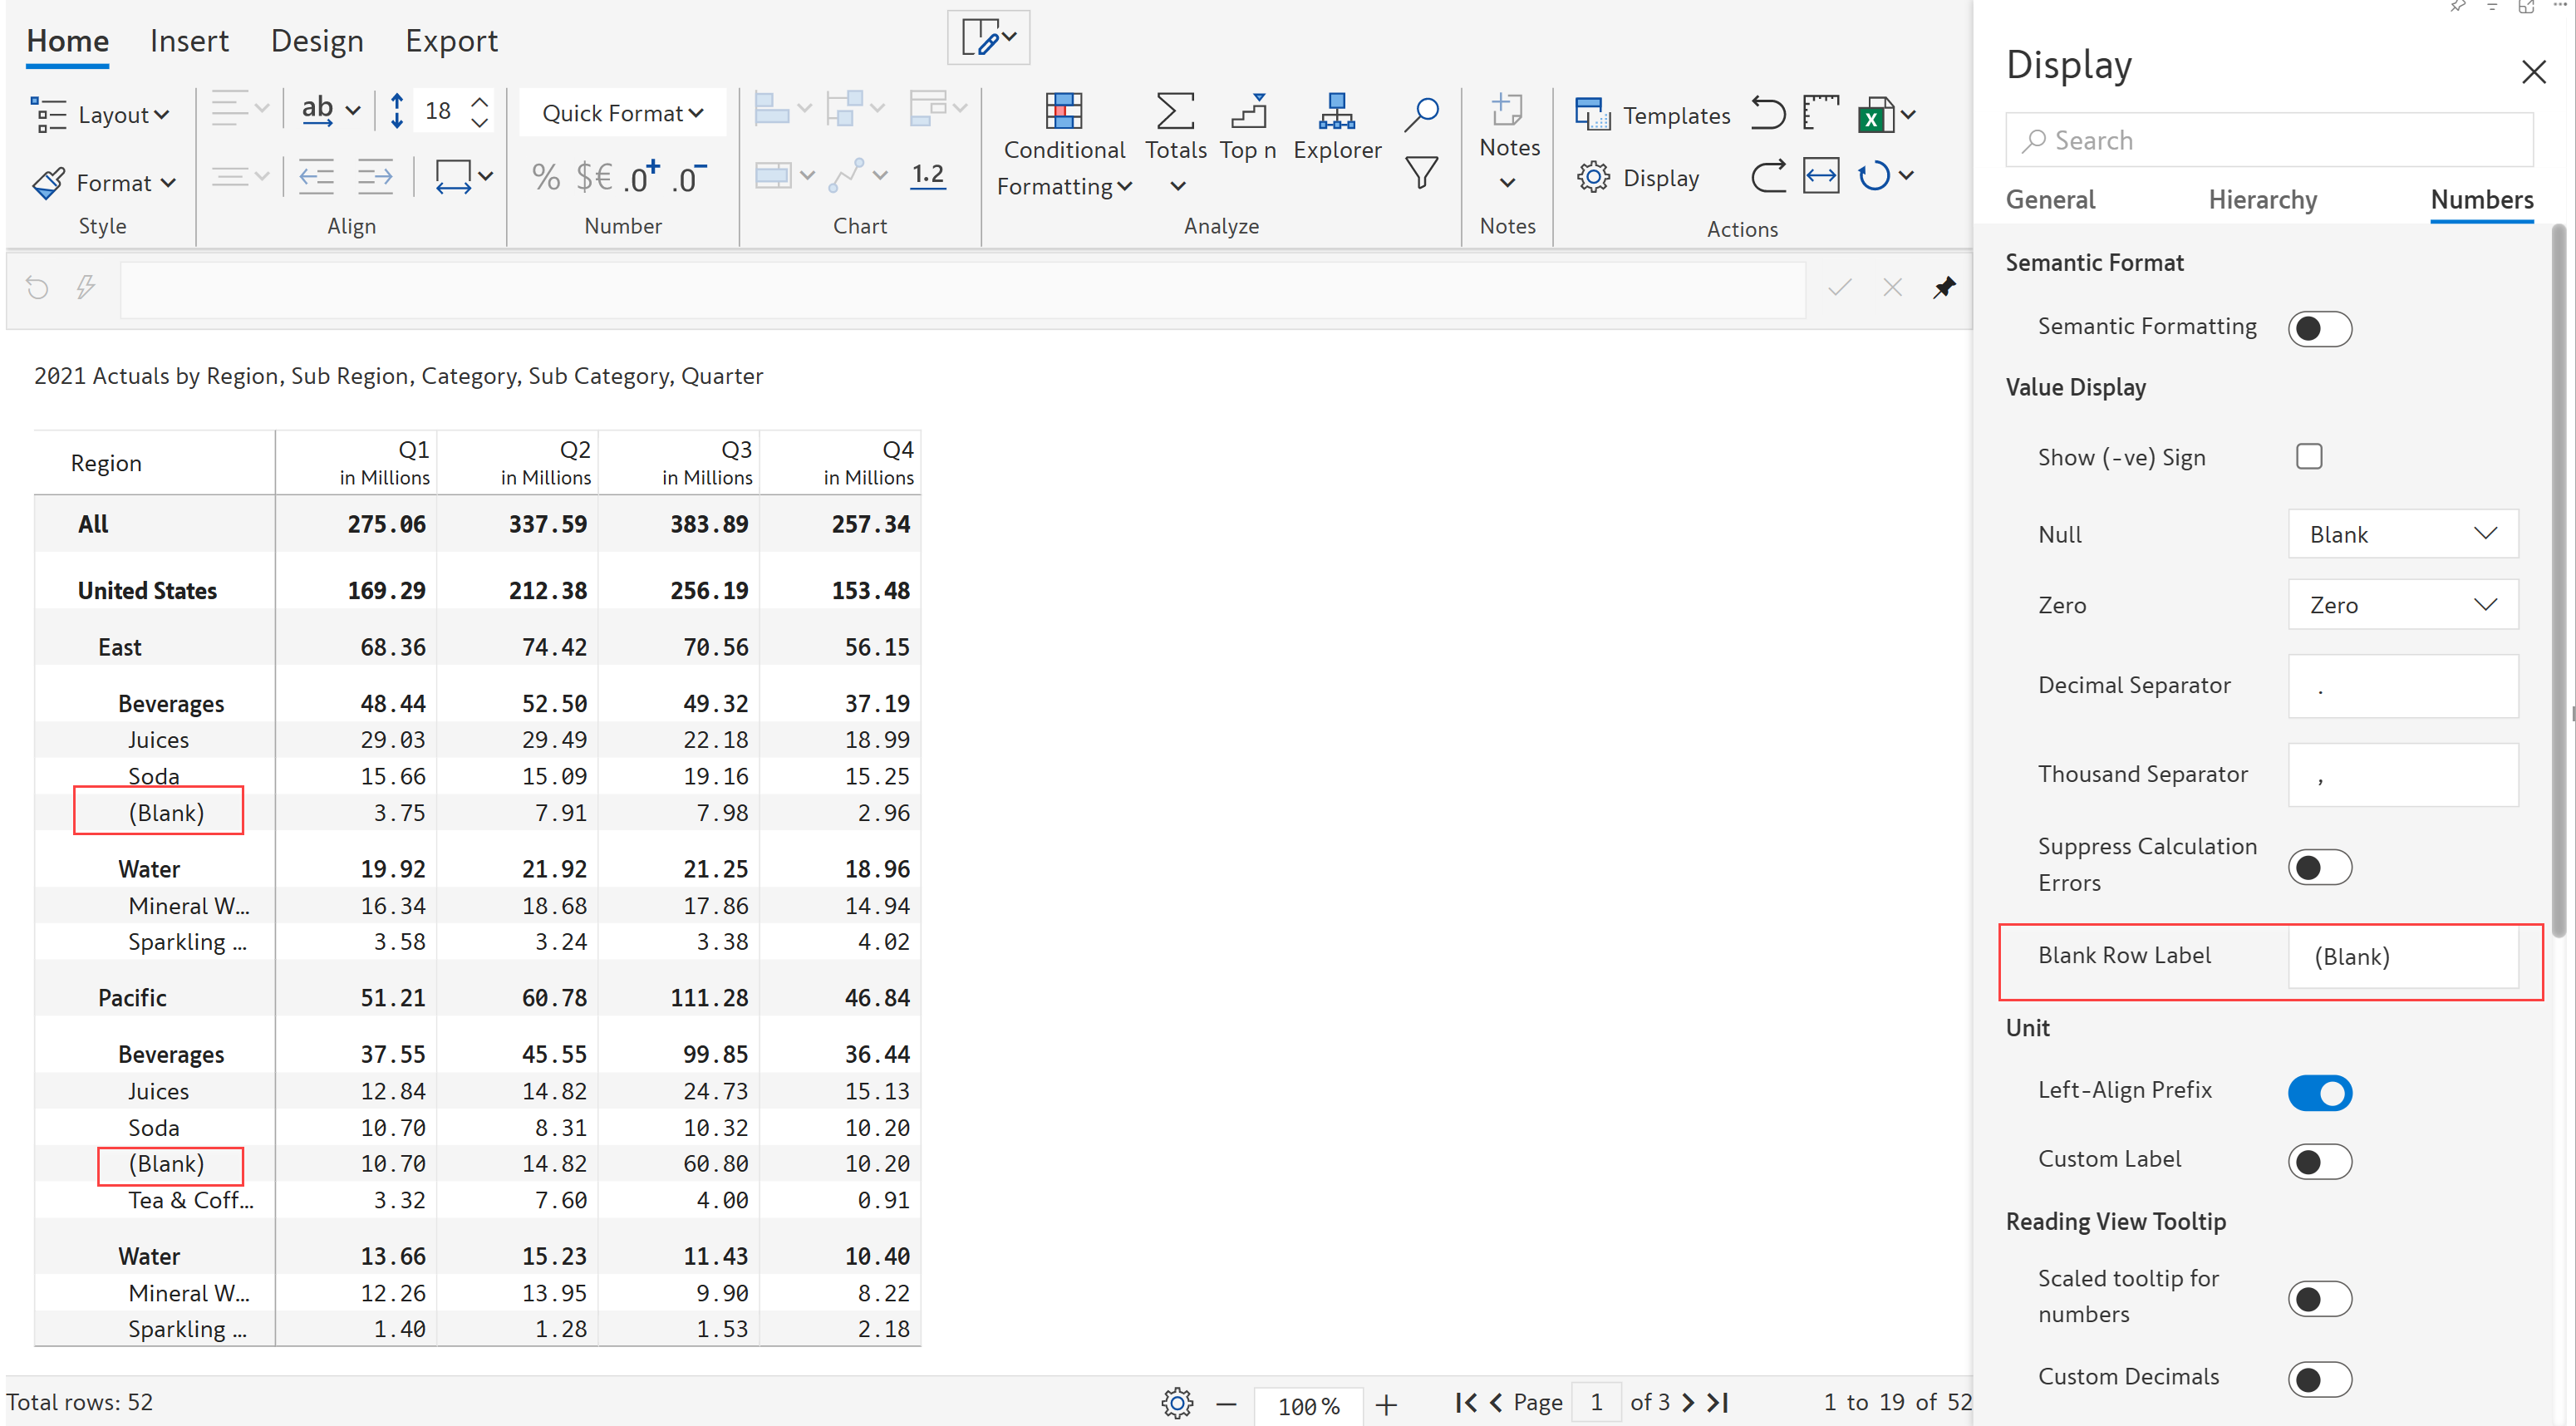 Home Insert Design Export
Layout
ab
18
Quick Format
Conditional Formatting
Totals
Top n
Explorer
Notes
Templates
Format
% $€ .0+ .0-
1.2
Display
Style
Align
Number
Chart
Analyze
Notes
Actions
2021 Actuals by Region, Sub Region, Category, Sub Category, Quarter
Region Q1 Q2 Q3 Q4
in Millions in Millions in Millions in Millions
All 275.06 337.59 383.89 257.34
United States 169.29 212.38 256.19 153.48
East 68.36 74.42 70.56 56.15
Beverages 48.44 52.50 49.32 37.19
Juices 29.03 29.49 22.18 18.99
Soda 15.66 15.09 19.16 15.25
(Blank) 3.75 7.91 7.98 2.96
Water 19.92 21.92 21.25 18.96
Mineral W... 16.34 18.68 17.86 14.94
Sparkling ... 3.58 3.24 3.38 4.02
Pacific 51.21 60.78 111.28 46.84
Beverages 37.55 45.55 99.85 36.44
Juices 12.84 14.82 24.73 15.13
Soda 10.70 8.31 10.32 10.20
(Blank) 10.70 14.82 60.80 10.20
Tea & Coff... 3.32 7.60 4.00 0.91
Water 13.66 15.23 11.43 10.40
Mineral W... 12.26 13.95 9.90 8.22
Sparkling ... 1.40 1.28 1.53 2.18
Total rows: 52
100 %
Page 1 of 3
1 to 19 of 52
Display
Search
General Hierarchy Numbers
Semantic Format
Semantic Formatting
Value Display
Show (-ve) Sign
Null Blank
Zero Zero
Decimal Separator .
Thousand Separator ,
Suppress Calculation
Errors
Blank Row Label (Blank)
Unit
Left-Align Prefix
Custom Label
Reading View Tooltip
Scaled tooltip for
numbers
Custom Decimals